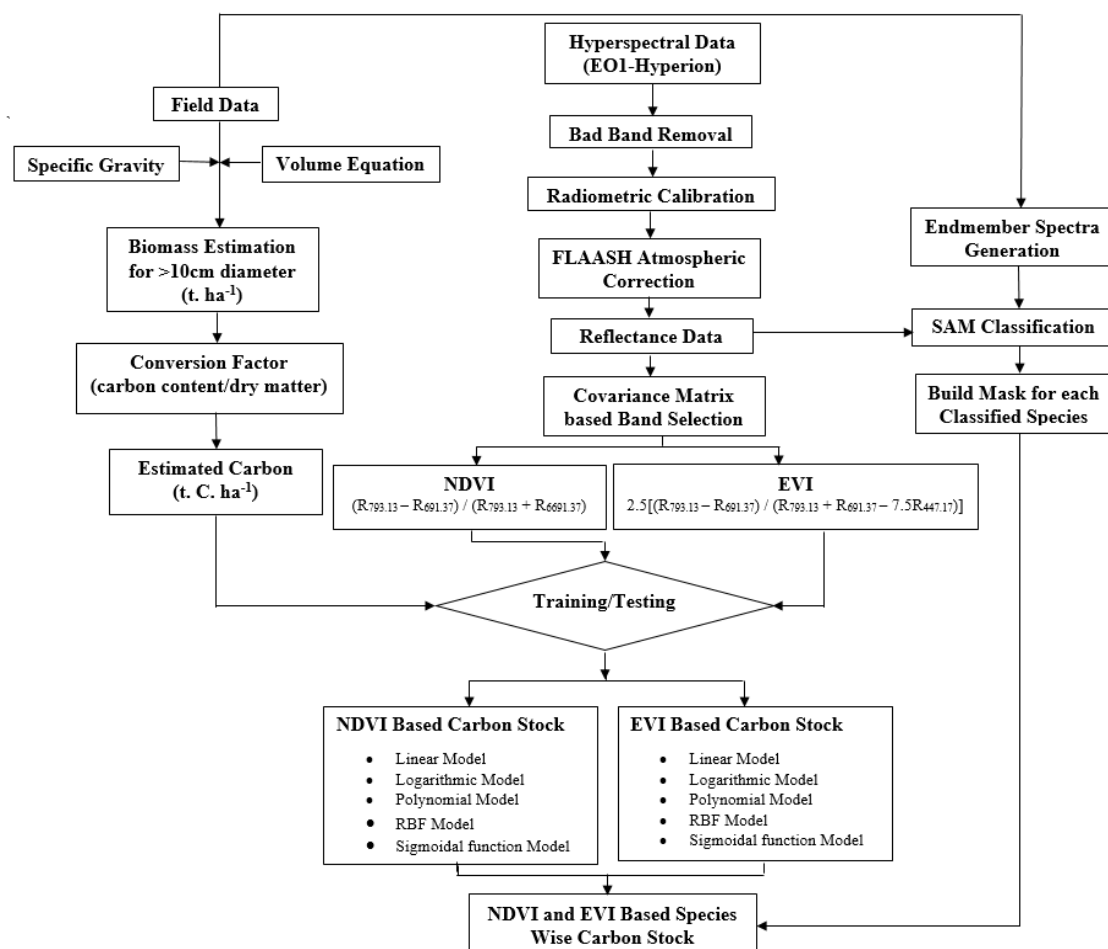 Hyperspectral Data
(EO1-Hyperion)
Field Data
Bad Band Removal
Specific Gravity
Volume Equation
Radiometric Calibration
Biomass Estimation
for >10cm diameter
(t. ha-1)
FLAASH Atmospheric
Correction
Endmember Spectra
Generation
Reflectance Data
SAM Classification
Conversion Factor
(carbon content/dry matter)
Covariance Matrix
based Band Selection
Build Mask for each
Classified Species
Estimated Carbon
(t. C. ha-1)
NDVI
(R793.13 – R691.37) / (R793.13 + R6691.37)
EVI
2.5[(R793.13 – R691.37) / (R793.13 + R691.37 – 7.5R447.17)]
Training/Testing
NDVI Based Carbon Stock
• Linear Model
• Logarithmic Model
• Polynomial Model
• RBF Model
• Sigmoidal function Model
EVI Based Carbon Stock
• Linear Model
• Logarithmic Model
• Polynomial Model
• RBF Model
• Sigmoidal function Model
NDVI and EVI Based Species
Wise Carbon Stock